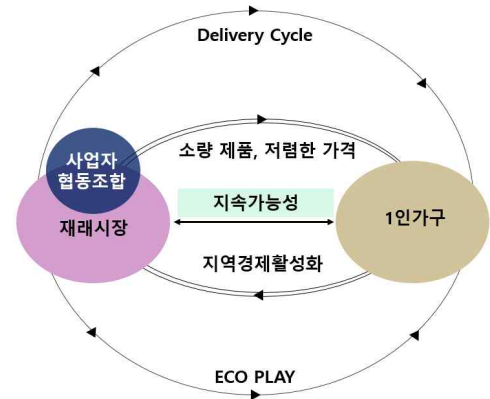 Delivery Cycle
사업자
협동조합
소량 제품, 저렴한 가격
재래시장
지속가능성
1인가구
지역경제활성화
ECO PLAY